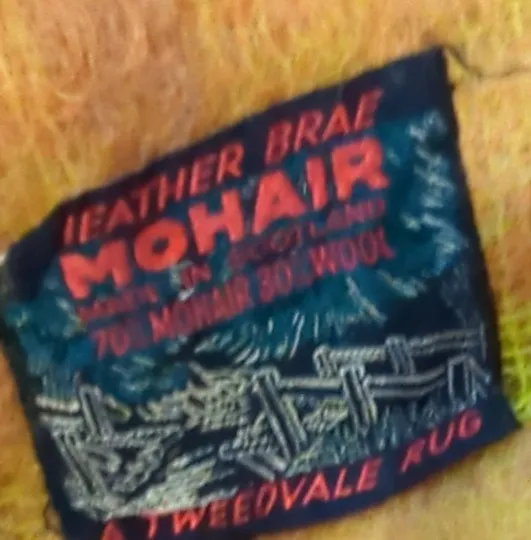 HEATHER BRAE
MOHAIR
MADE IN SCOTLAND
70% MOHAIR 30% WOOL
A TWEEDVALE RUG